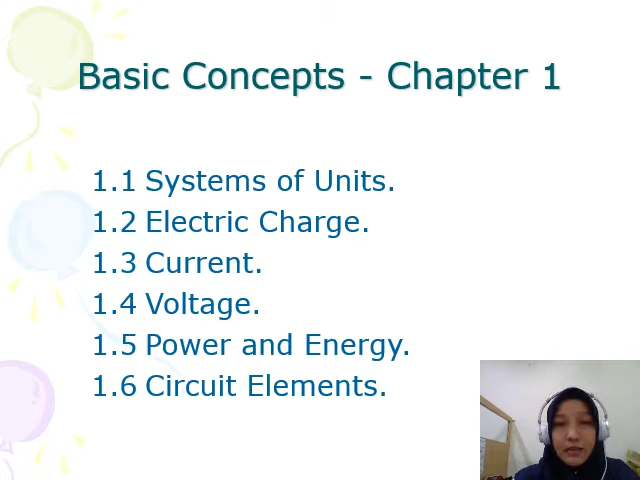 Basic Concepts - Chapter 1
1.1 Systems of Units.
1.2 Electric Charge.
1.3 Current.
1.4 Voltage.
1.5 Power and Energy.
1.6 Circuit Elements.